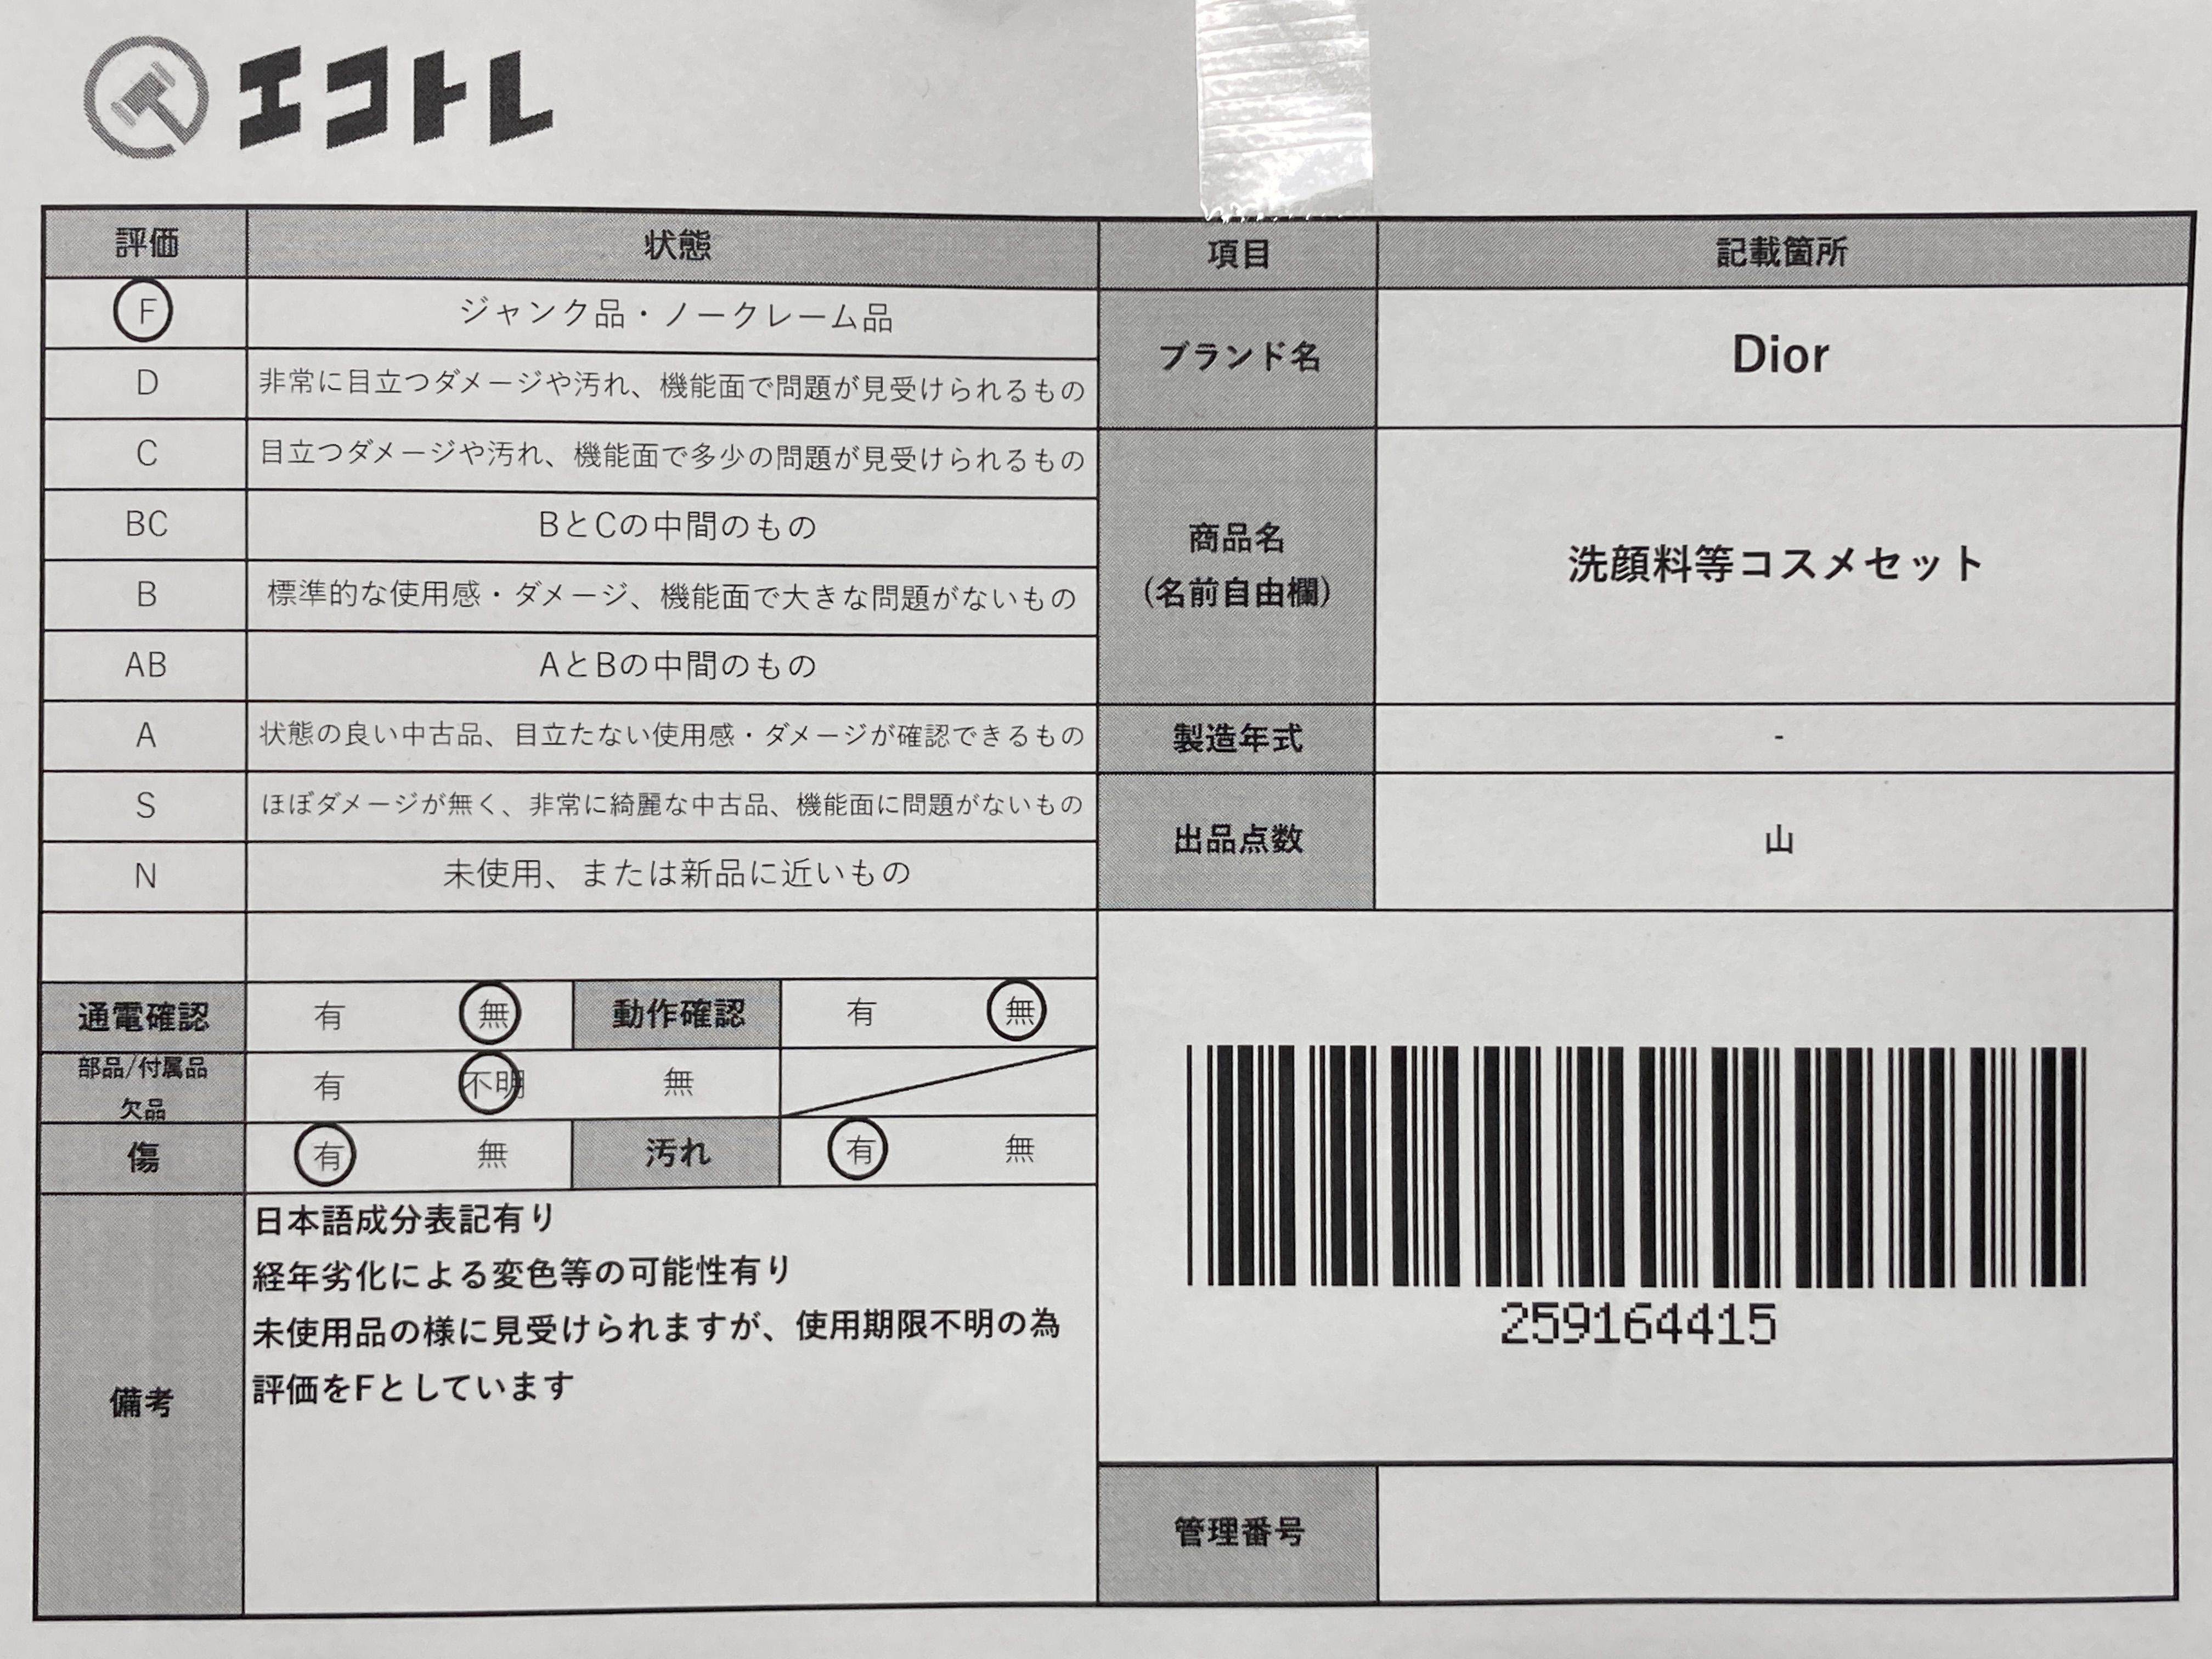 エコトレ
評価 状態 項目 記載箇所
F ジャンク品・ノークレーム品
D 非常に目立つダメージや汚れ、機能面で問題が見受けられるもの
ブランド名 Dior
C 目立つダメージや汚れ、機能面で多少の問題が見受けられるもの
BC BとCの中間のもの
B 標準的な使用感・ダメージ、機能面で大きな問題がないもの
商品名
(名前自由欄)
洗顔料等コスメセット
AB AとBの中間のもの
A 状態の良い中古品、目立たない使用感・ダメージが確認できるもの
製造年式 -
S ほぼダメージが無く、非常に綺麗な中古品、機能面に問題がないもの
出品点数 山
N 未使用、または新品に近いもの
通電確認 有 無 動作確認 有 無
部品/付属品
欠品
有 不明 無
傷 有 無 汚れ 有 無
備考
日本語成分表記有り
経年劣化による変色等の可能性有り
未使用品の様に見受けられますが、使用期限不明の為
評価をFとしています
259164415
管理番号